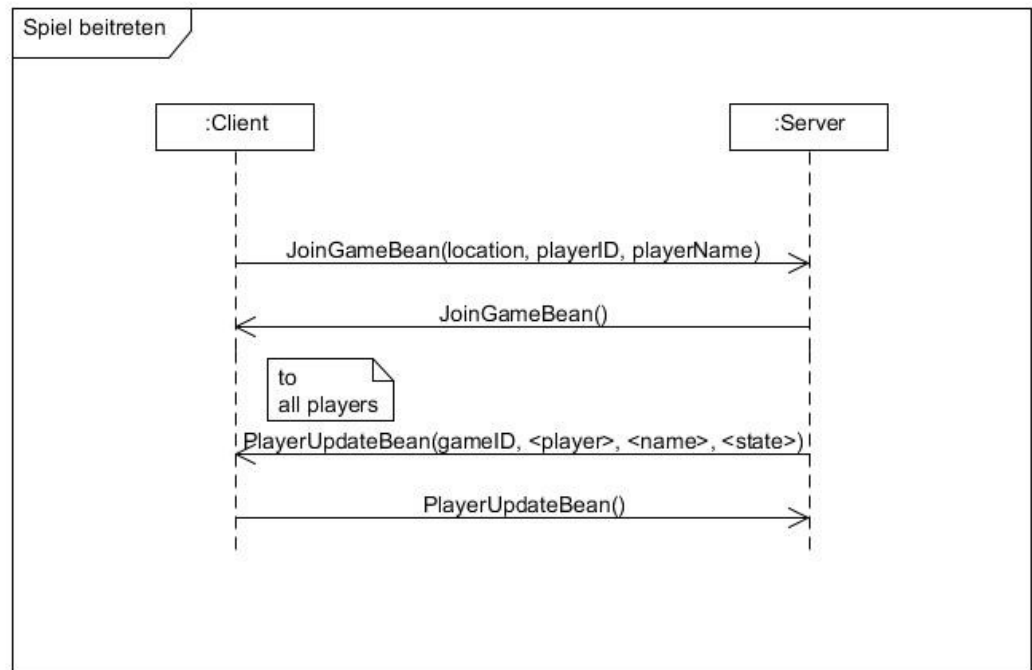 Spiel beitreten
:Client
:Server
JoinGameBean(location, playerID, playerName)
JoinGameBean()
to
all players
PlayerUpdateBean(gameID, <player>, <name>, <state>)
PlayerUpdateBean()